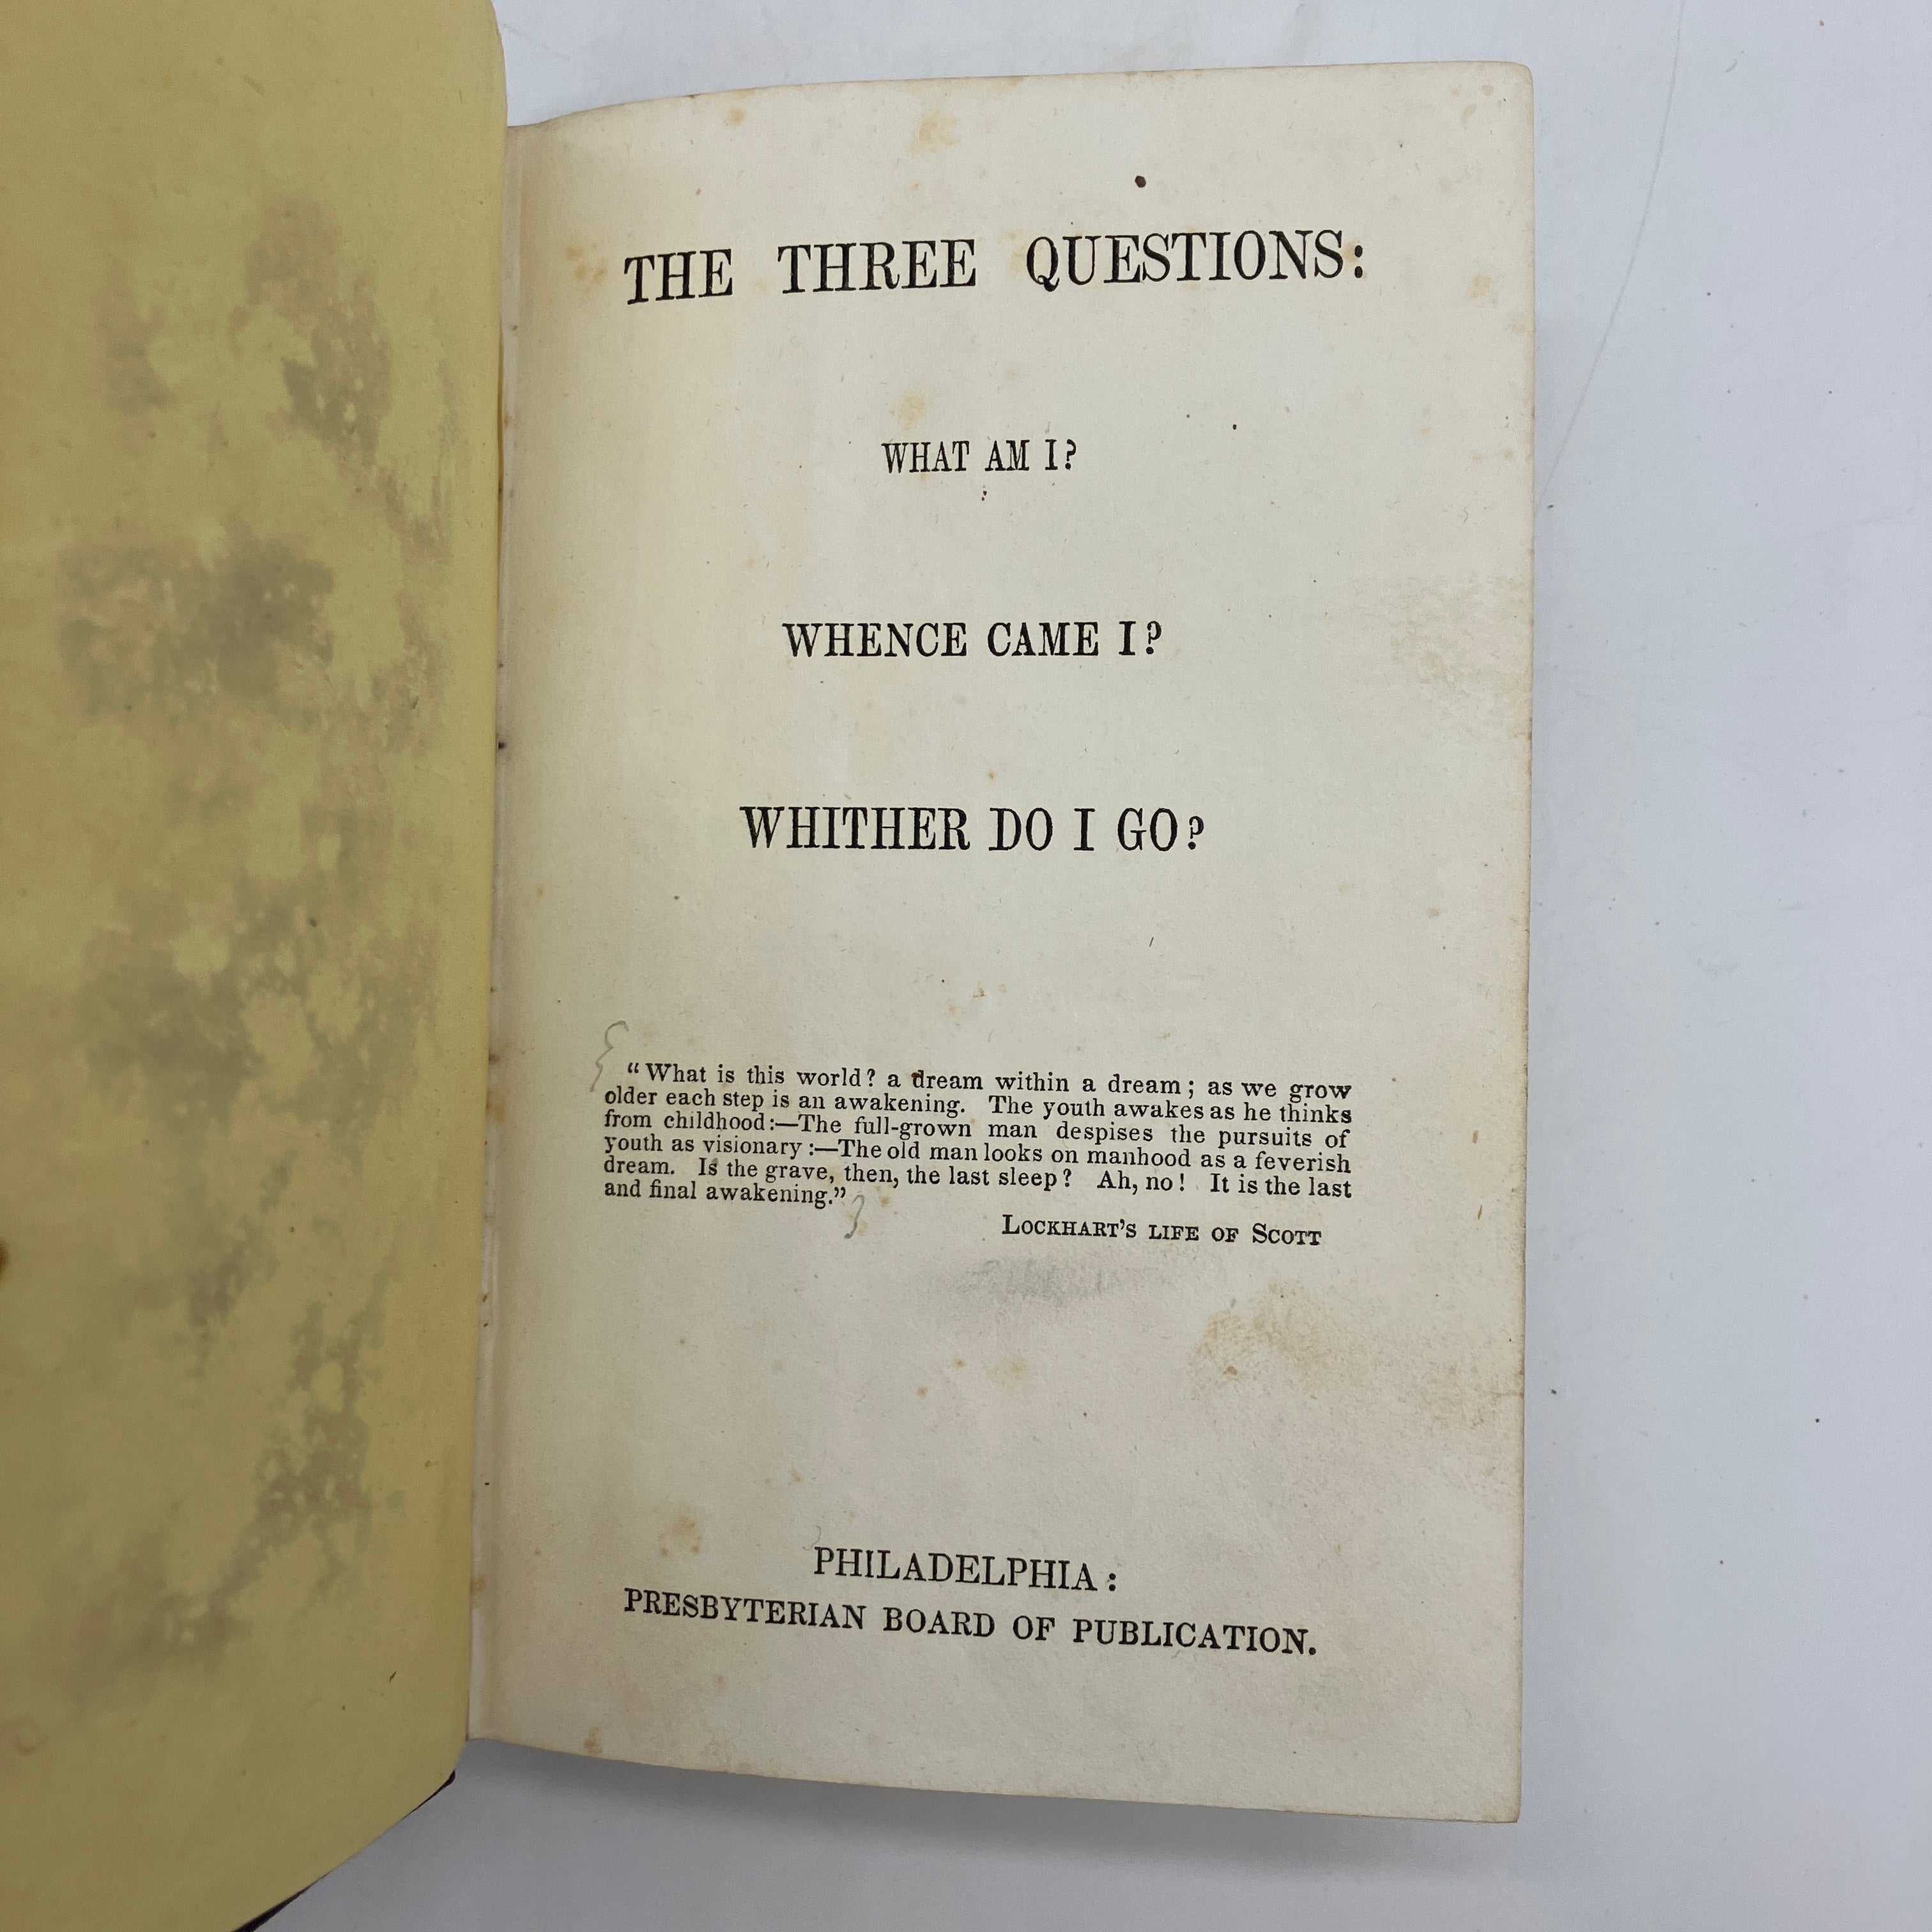 THE THREE QUESTIONS:
WHAT AM I?
WHENCE CAME I?
WHITHER DO I GO?
“What is this world? a dream within a dream; as we grow
older each step is an awakening. The youth awakes as he thinks
from childhood:—The full-grown man despises the pursuits of
youth as visionary:—The old man looks on manhood as a feverish
dream. Is the grave, then, the last sleep? Ah, no! It is the last
and final awakening.”
LOCKHART'S LIFE OF SCOTT
PHILADELPHIA:
PRESBYTERIAN BOARD OF PUBLICATION.